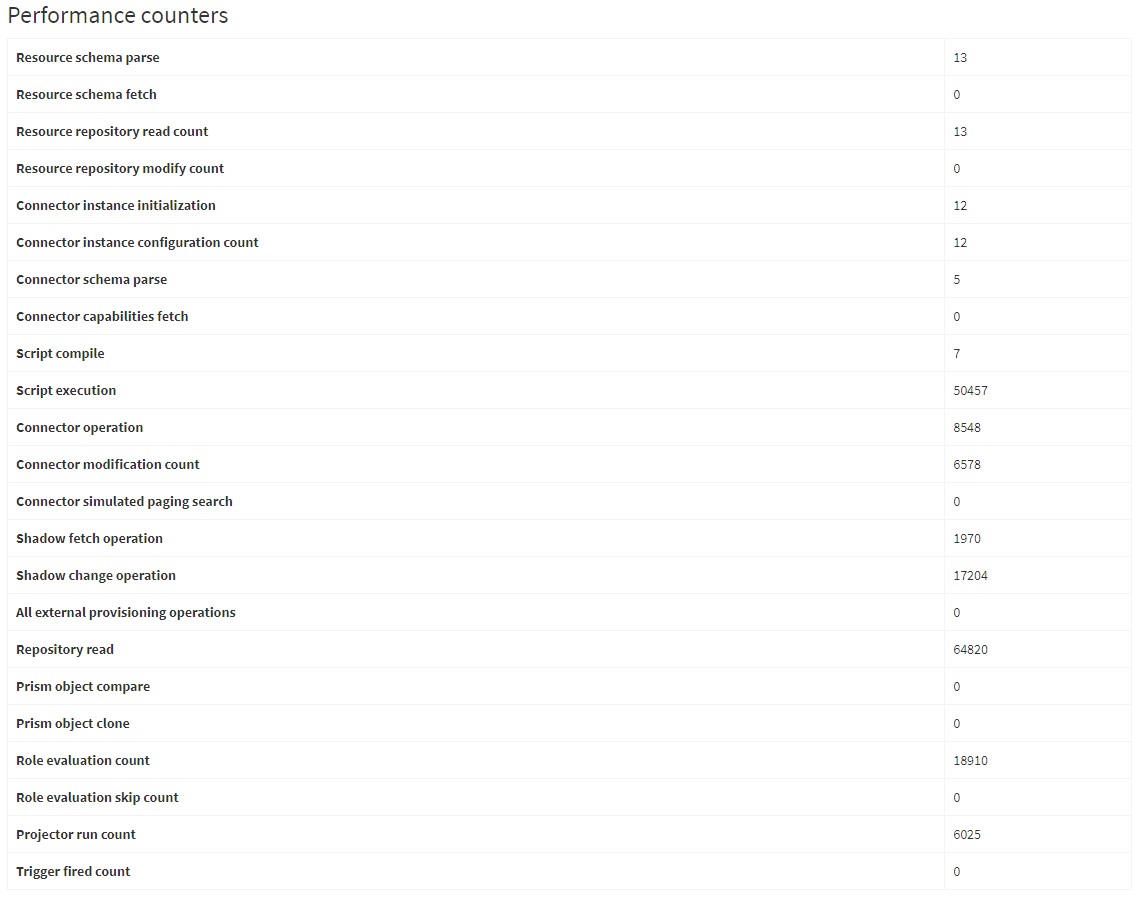 Performance counters
Resource schema parse 13
Resource schema fetch 0
Resource repository read count 13
Resource repository modify count 0
Connector instance initialization 12
Connector instance configuration count 12
Connector schema parse 5
Connector capabilities fetch 0
Script compile 7
Script execution 50457
Connector operation 8548
Connector modification count 6578
Connector simulated paging search 0
Shadow fetch operation 1970
Shadow change operation 17204
All external provisioning operations 0
Repository read 64820
Prism object compare 0
Prism object clone 0
Role evaluation count 18910
Role evaluation skip count 0
Projector run count 6025
Trigger fired count 0